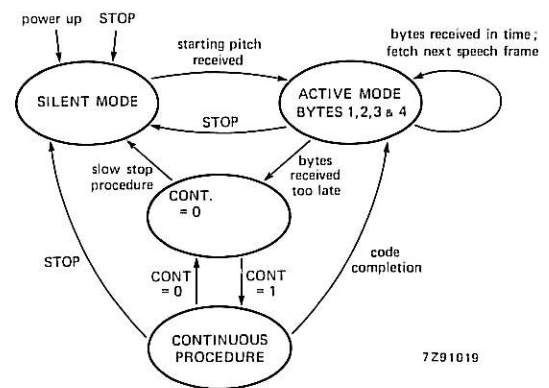 power up
STOP
starting pitch
received
bytes received in time;
fetch next speech frame
SILENT MODE
ACTIVE MODE
BYTES 1,2,3 & 4
STOP
slow stop
procedure
bytes
received
too late
CONT.
= 0
STOP
CONT
= 0
CONT
= 1
code
completion
CONTINUOUS
PROCEDURE
7Z91019